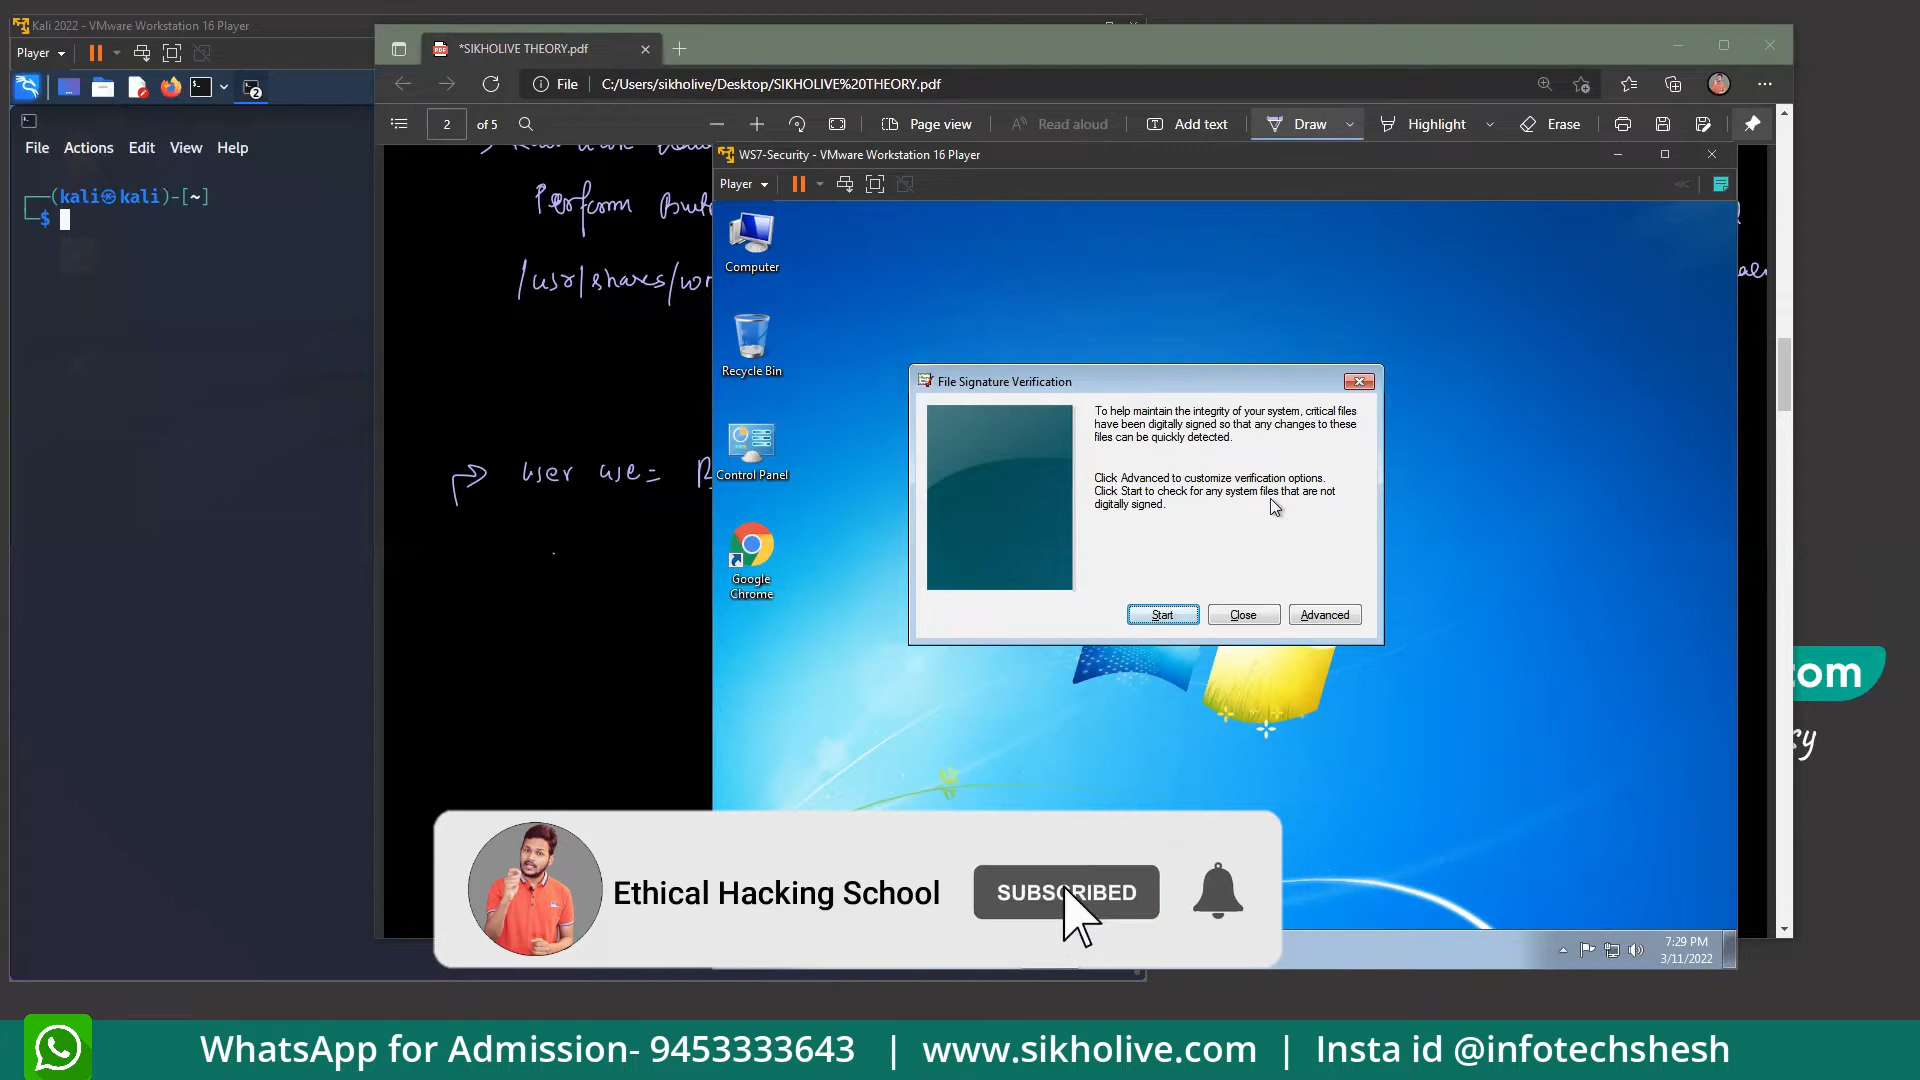 Kali 2022 - VMware Workstation 16 Player
Player
2
File Actions Edit View Help
(kali㉿kali)-[~]
$
*SIKHOLIVE THEORY.pdf
File C:/Users/sikholive/Desktop/SIKHOLIVE%20THEORY.pdf
2 of 5
Page view
Read aloud
Add text
Draw
Highlight
Erase
Perform
/usr/shares/wor
user use=
WS7-Security - VMware Workstation 16 Player
Player
Computer
Recycle Bin
Control Panel
Google
Chrome
File Signature Verification
To help maintain the integrity of your system, critical files
have been digitally signed so that any changes to these
files can be quickly detected.
Click Advanced to customize verification options.
Click Start to check for any system files that are not
digitally signed.
Start Close Advanced
com
Ethical Hacking School SUBSCRIBED
7:29 PM
3/11/2022
WhatsApp for Admission- 9453333643 | www.sikholive.com | Insta id @infotechshesh